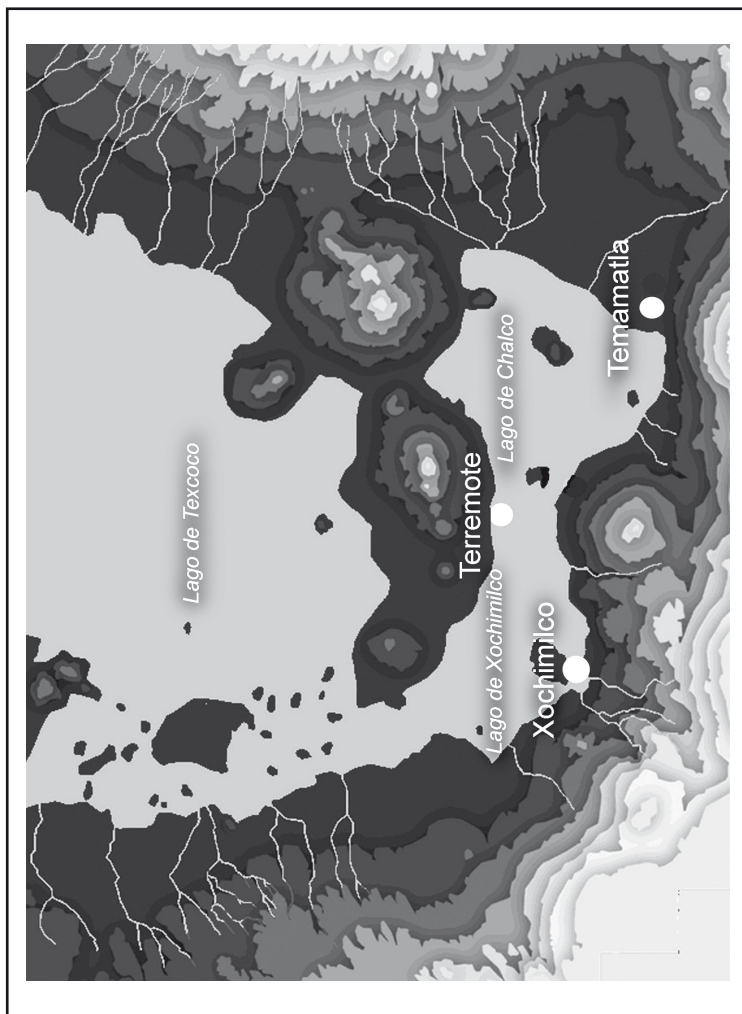 Lago de Texcoco
Terremote
Lago de Xochimilco
Lago de Chalco
Xochimilco
Temamatla